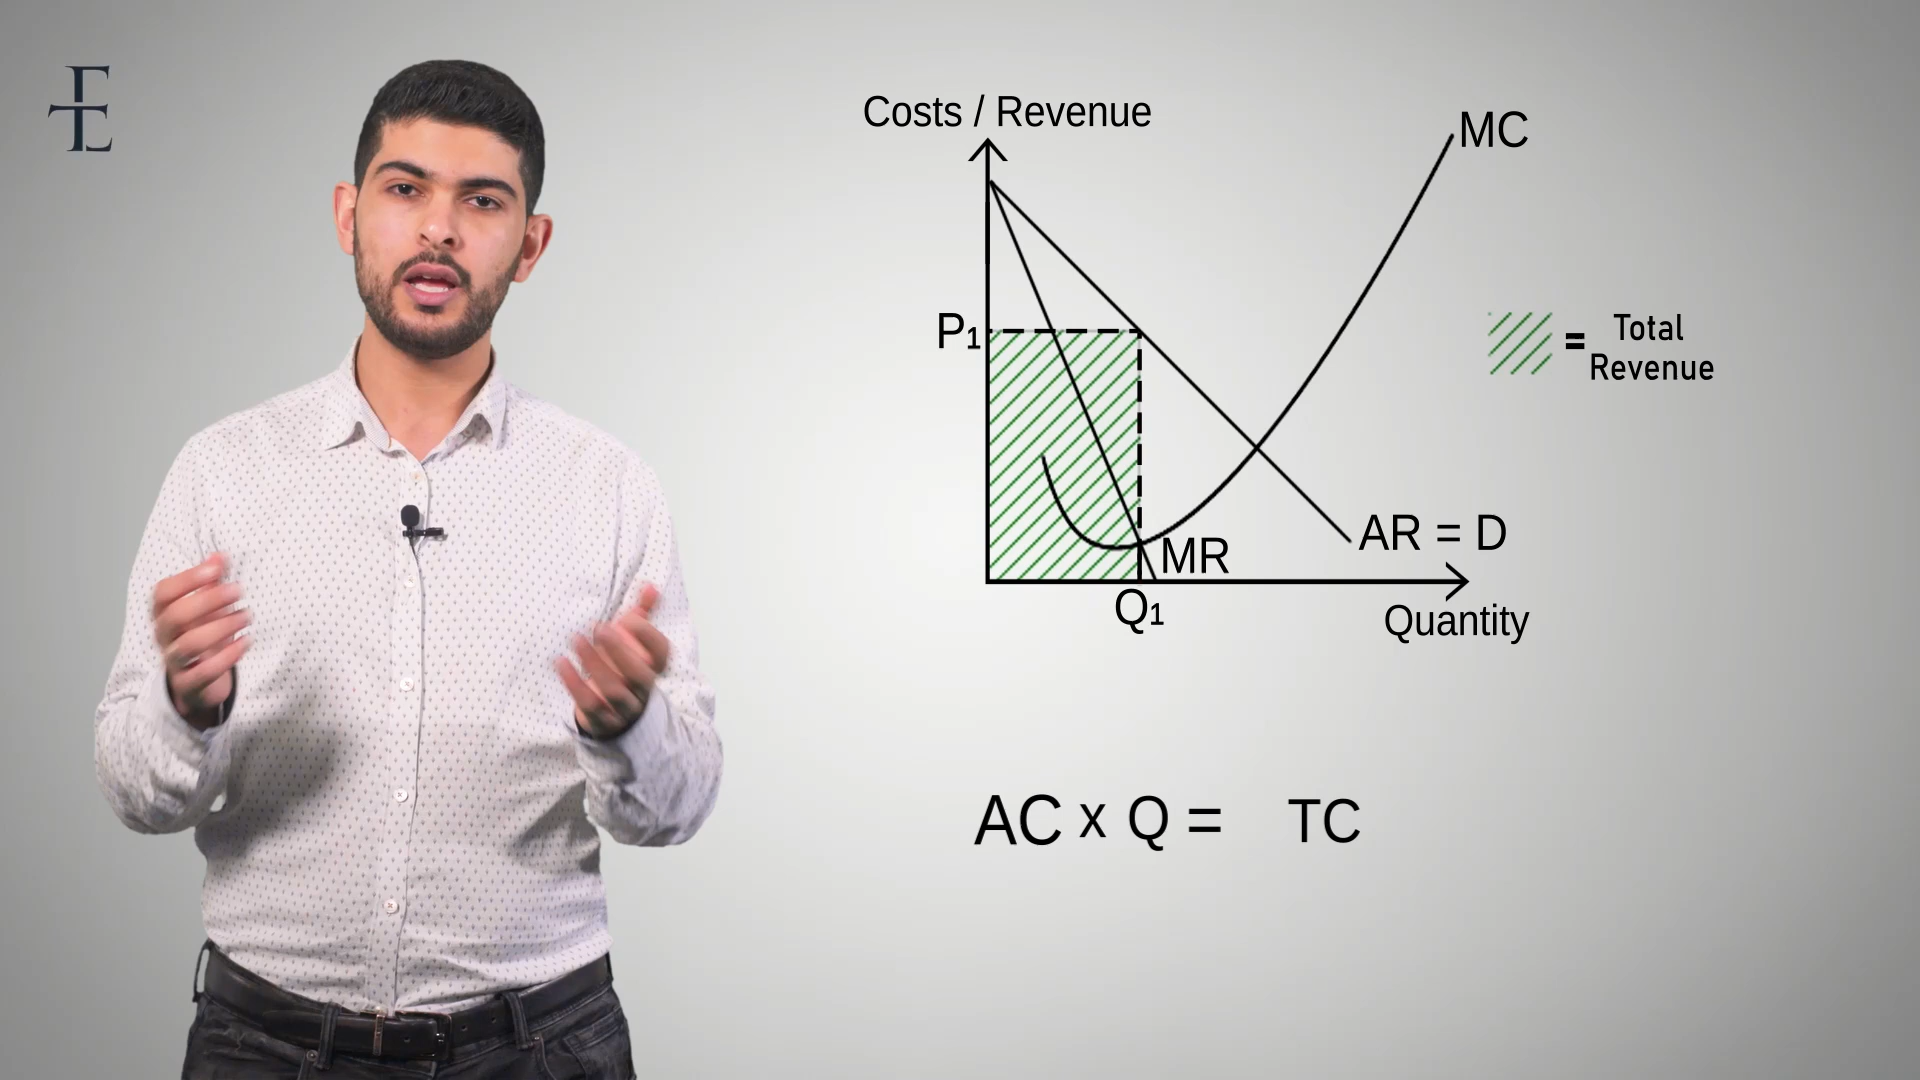 Costs / Revenue
MC
P1
= Total
Revenue
AR = D
MR
Q1
Quantity
AC x Q = TC